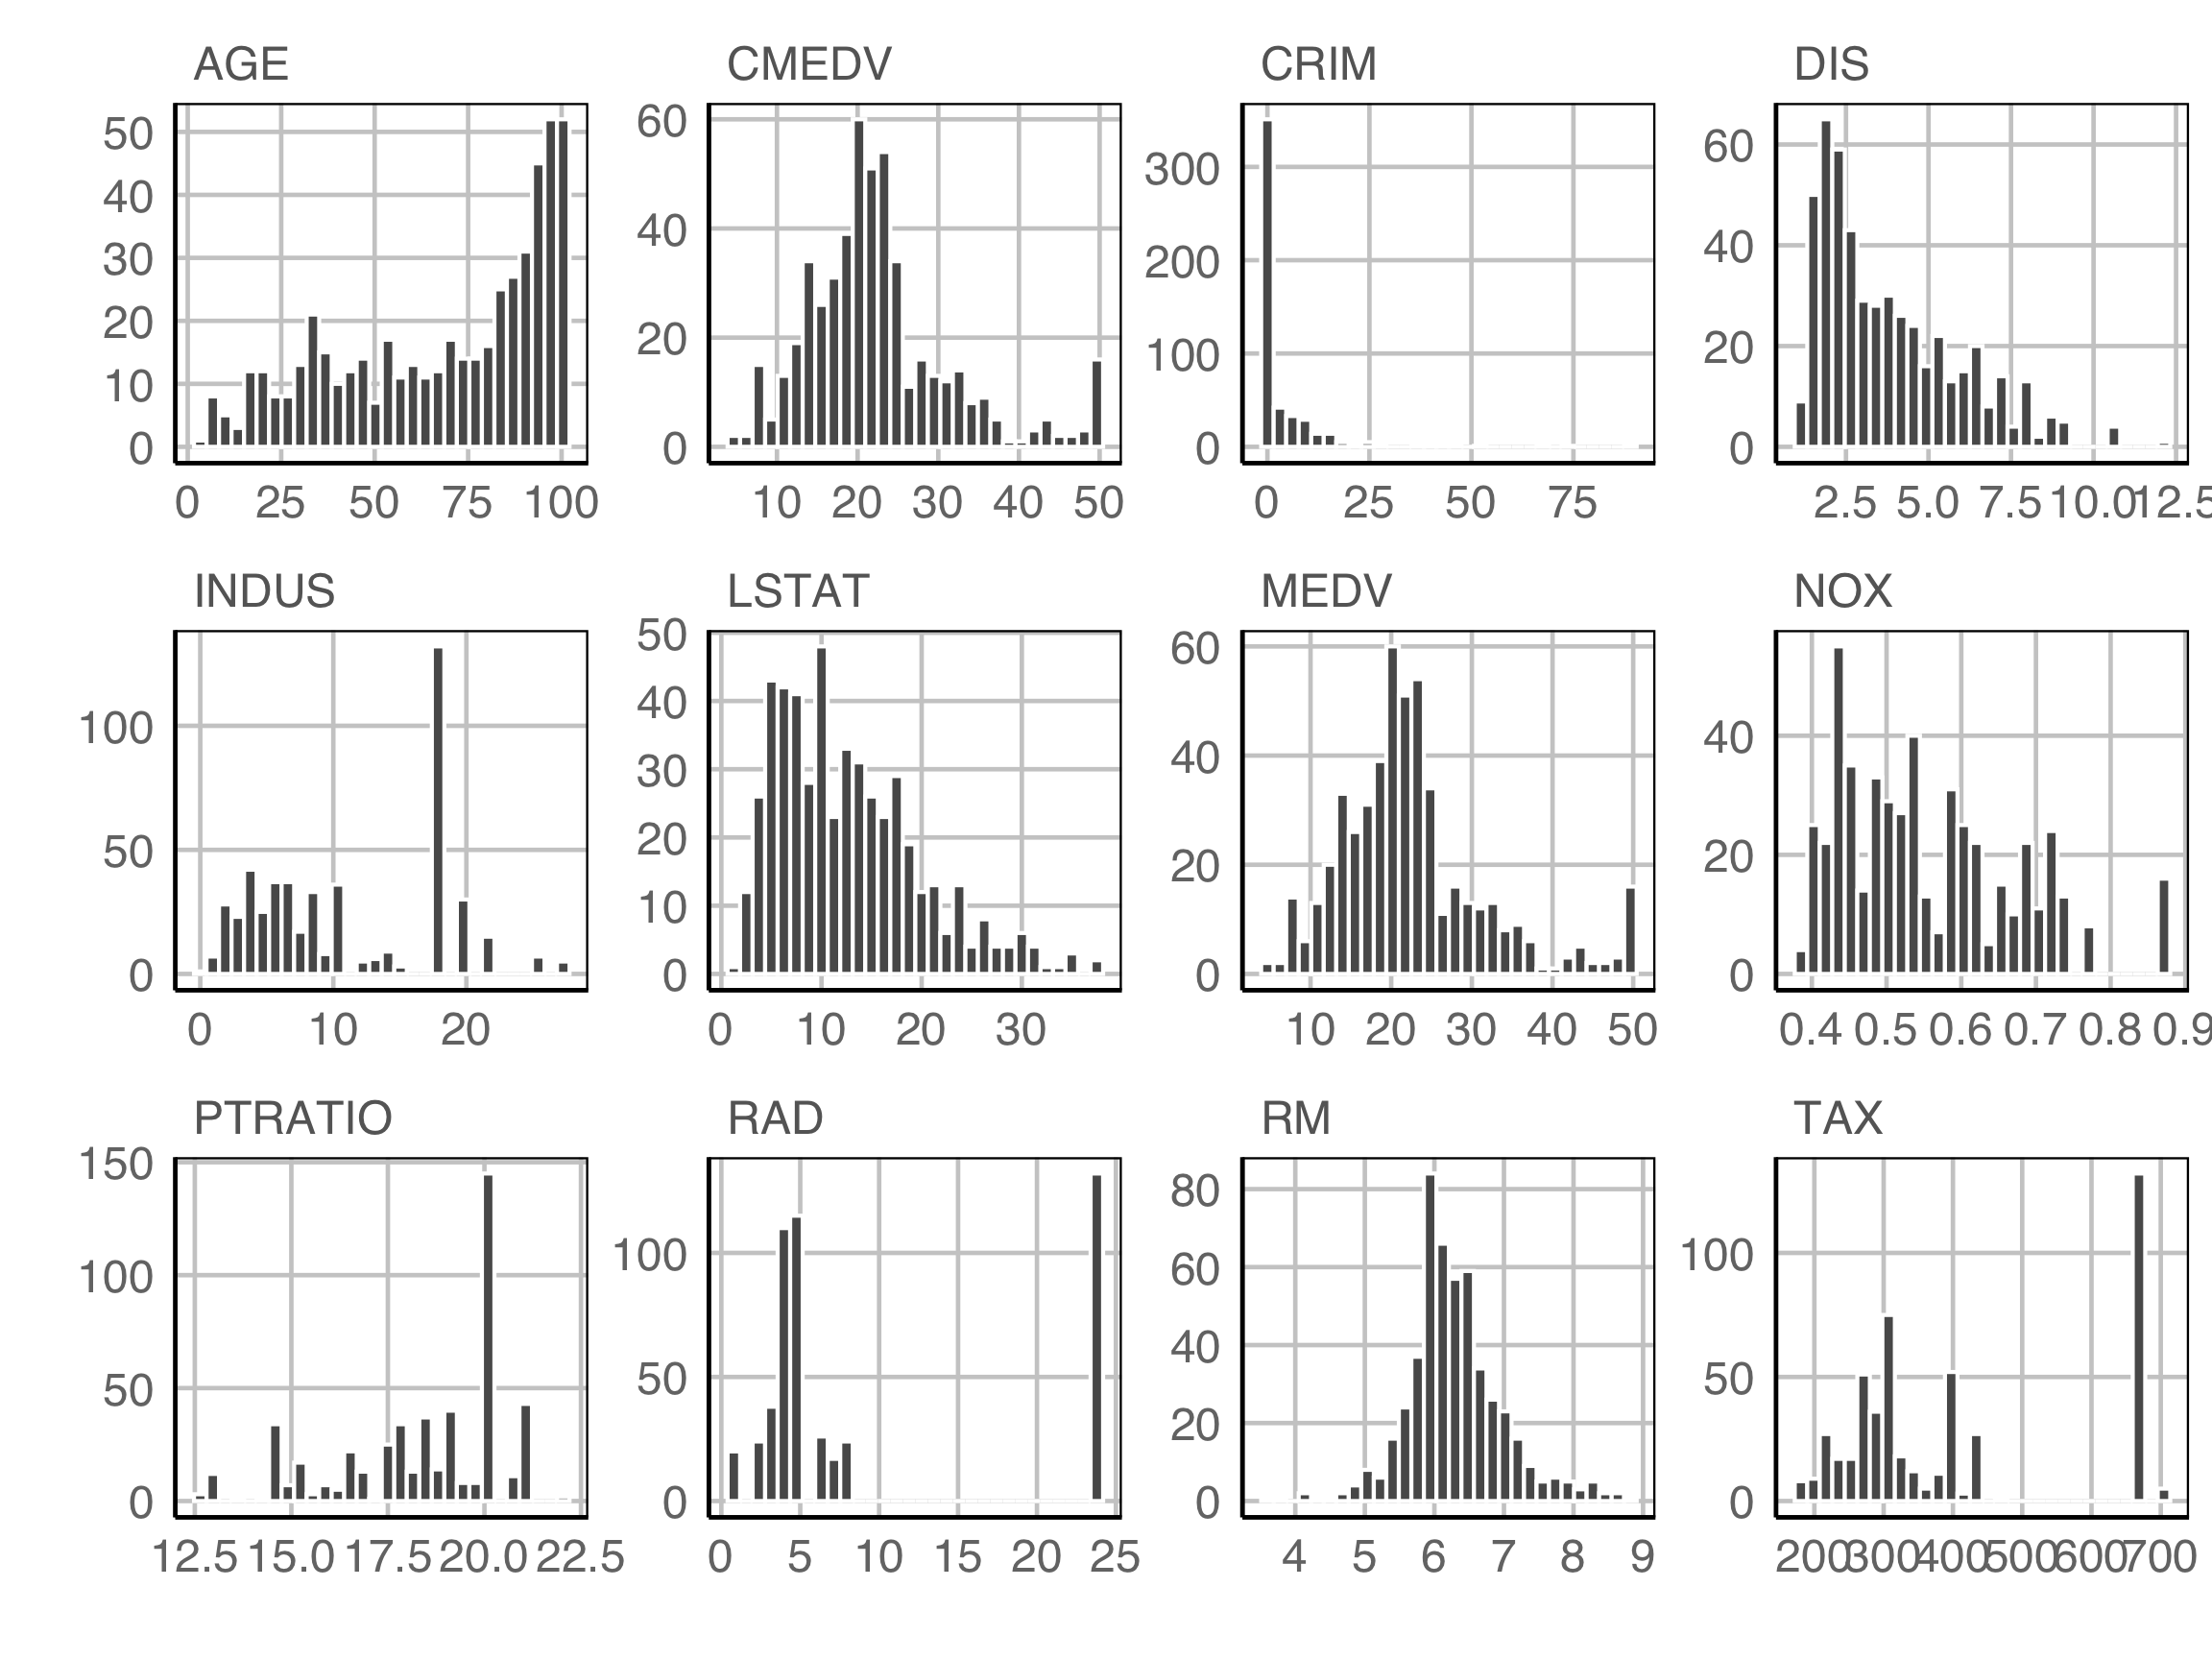 AGE CMEDV CRIM DIS
50 60 300 60
40 40 200 40
30 20 100 20
20 0 0 0
10
0
0 25 50 75 100 10 20 30 40 50 0 25 50 75 2.5 5.0 7.5 10.0 12.5
INDUS LSTAT MEDV NOX
100 50 60 40
50 40 40 20
0 30 20 0
20 0
10
0
0 10 20 0 10 20 30 10 20 30 40 50 0.4 0.5 0.6 0.7 0.8 0.9
PTRATIO RAD RM TAX
150 100 80 100
100 50 60 50
50 0 40 0
0 20
0
12.5 15.0 17.5 20.0 22.5 0 5 10 15 20 25 4 5 6 7 8 9 200 300 400 500 600 700